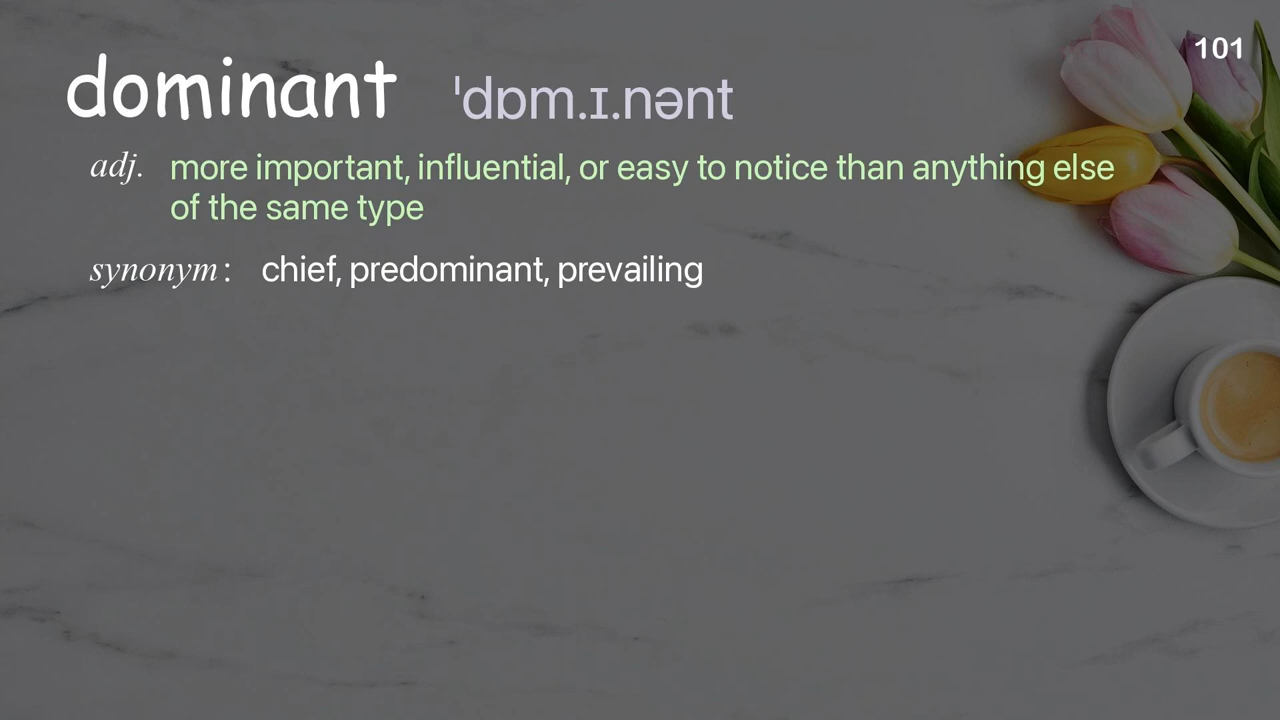 101
dominant ˈdɒm.ɪ.nənt
adj. more important, influential, or easy to notice than anything else
of the same type
synonym: chief, predominant, prevailing